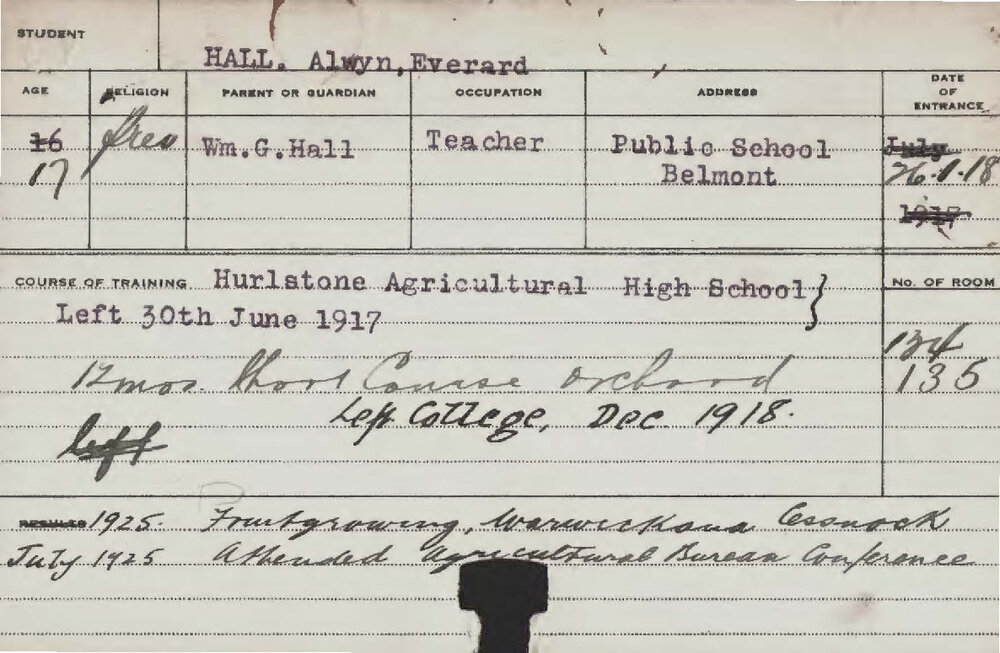 STUDENT
HALL. Alwyn, Everard
AGE RELIGION PARENT OR GUARDIAN OCCUPATION ADDRESS DATE OF ENTRANCE
16 Pres Wm.G.Hall Teacher Public School July
17 Belmont 26.1.18
1917
COURSE OF TRAINING Hurlstone Agricultural High School } No. OF ROOM
Left 30th June 1917
134
12 mos. Short Course Orchard 135
Left College, Dec. 1918.
left
RESULTS 1925. Fruitgrowing, Warwickana Cessnock
July 1925 Attended Agricultural Bureau Conference